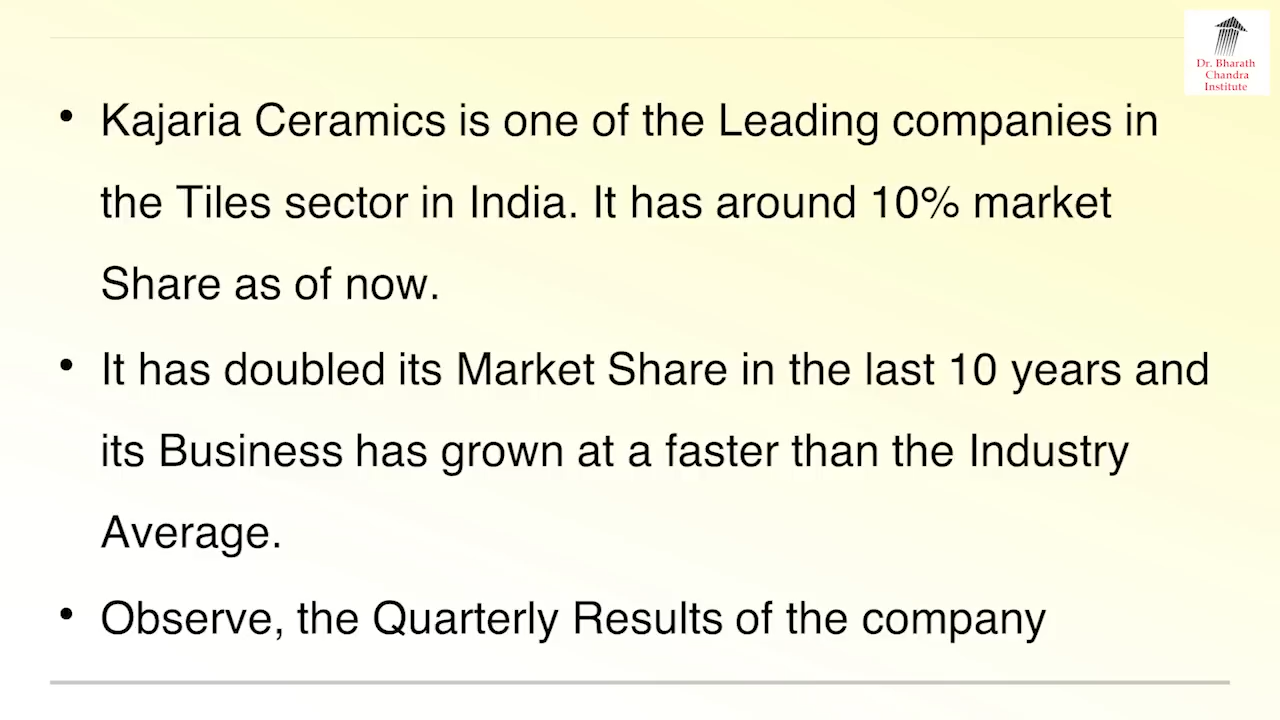 Dr. Bharath
Chandra
Institute
• Kajaria Ceramics is one of the Leading companies in
the Tiles sector in India. It has around 10% market
Share as of now.
• It has doubled its Market Share in the last 10 years and
its Business has grown at a faster than the Industry
Average.
• Observe, the Quarterly Results of the company